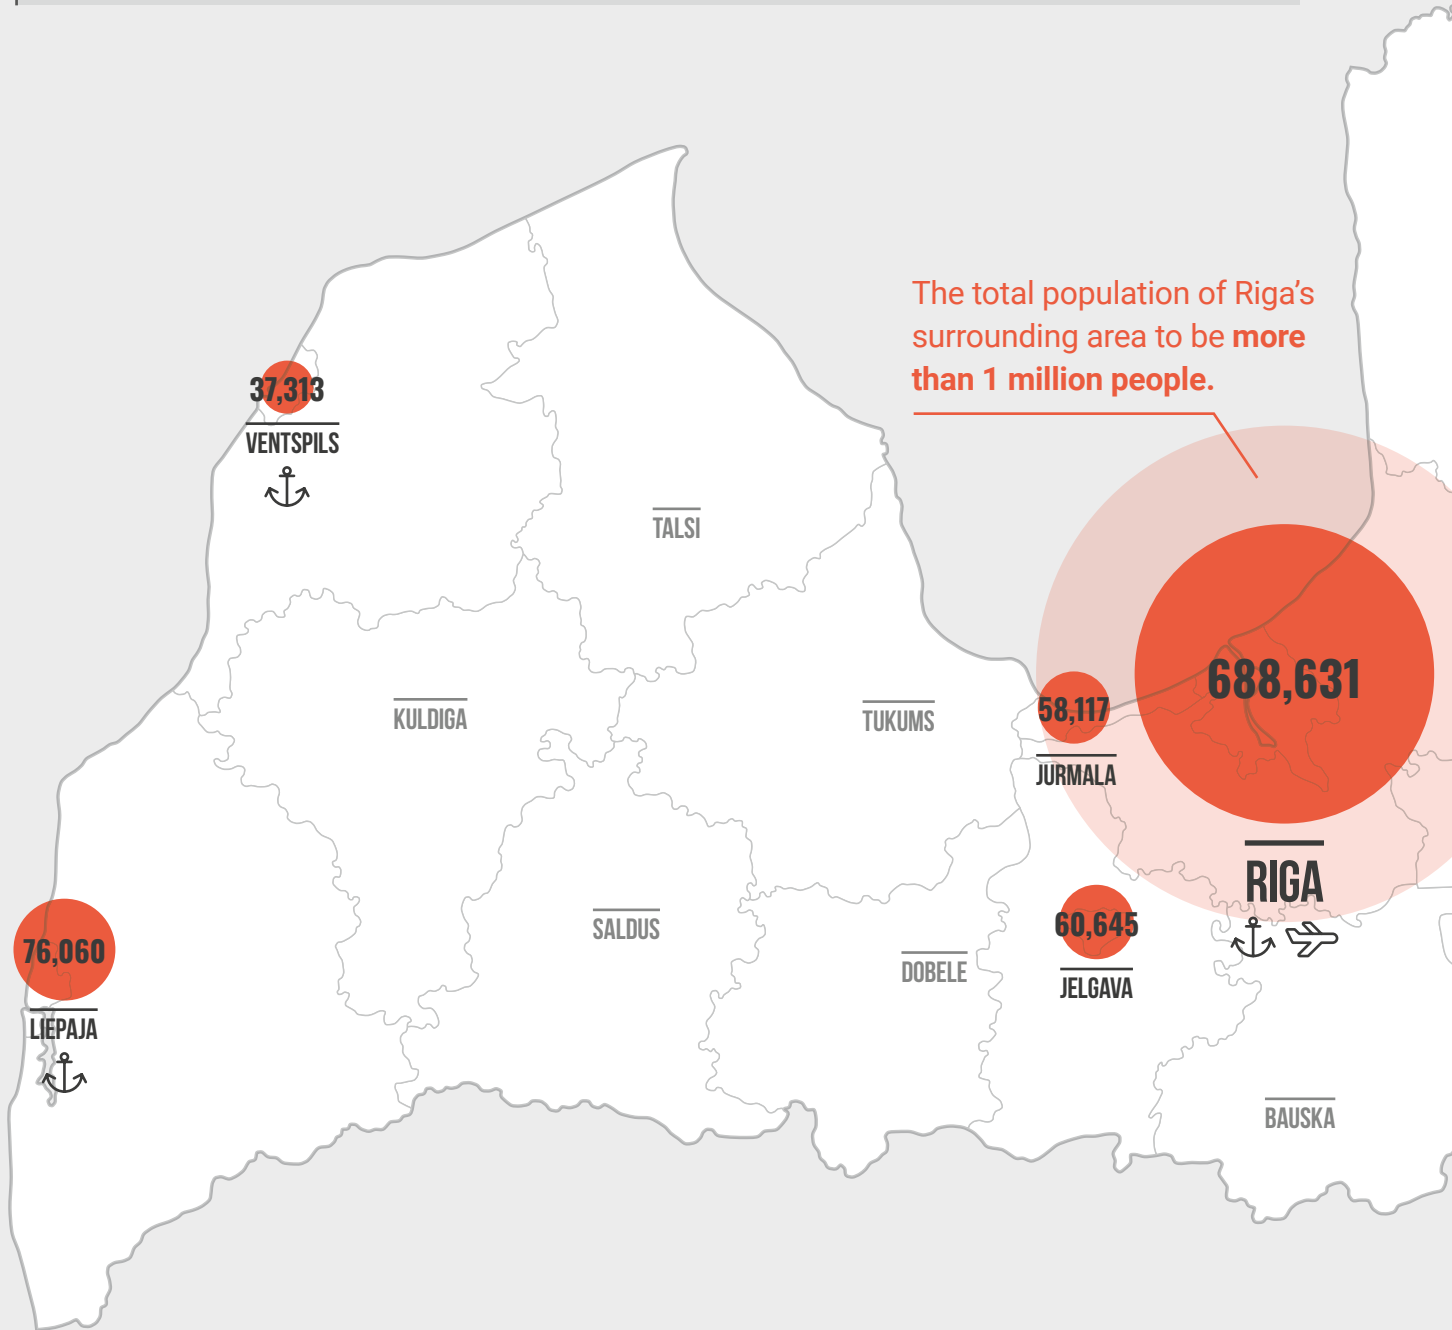 The total population of Riga’s
surrounding area to be more
than 1 million people.
37,313
VENTSPILS
TALSI
688,631
58,117
JURMALA
KULDIGA
TUKUMS
RIGA
76,060
LIEPAJA
SALDUS
60,645
JELGAVA
DOBELE
BAUSKA